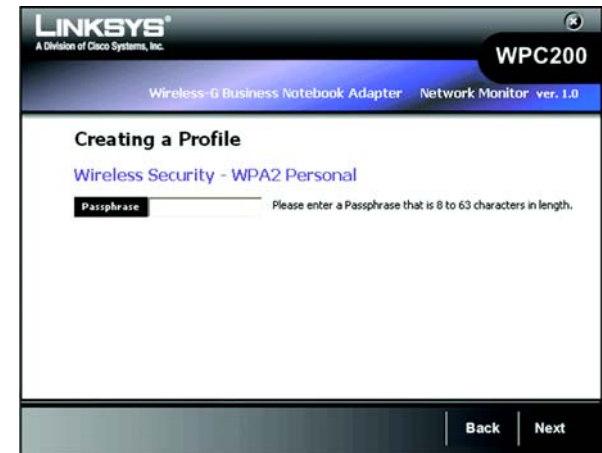 LINKSYS®
A Division of Cisco Systems, Inc.
WPC200
Wireless-G Business Notebook Adapter Network Monitor ver. 1.0
Creating a Profile
Wireless Security - WPA2 Personal
Passphrase Please enter a Passphrase that is 8 to 63 characters in length.
Back Next